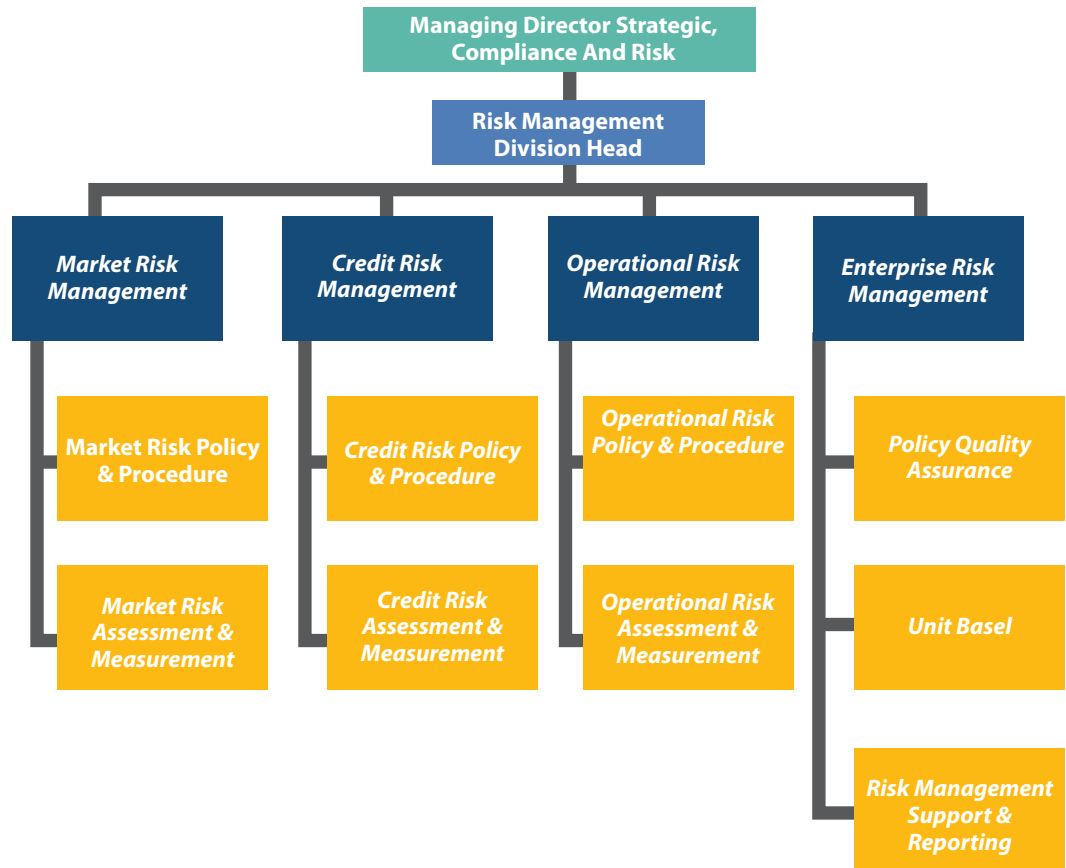 Managing Director Strategic,
Compliance And Risk
Risk Management
Division Head
Market Risk
Management
Credit Risk
Management
Operational Risk
Management
Enterprise Risk
Management
Market Risk Policy
& Procedure
Credit Risk Policy
& Procedure
Operational Risk
Policy & Procedure
Policy Quality
Assurance
Market Risk
Assessment &
Measurement
Credit Risk
Assessment &
Measurement
Operational Risk
Assessment &
Measurement
Unit Basel
Risk Management
Support &
Reporting